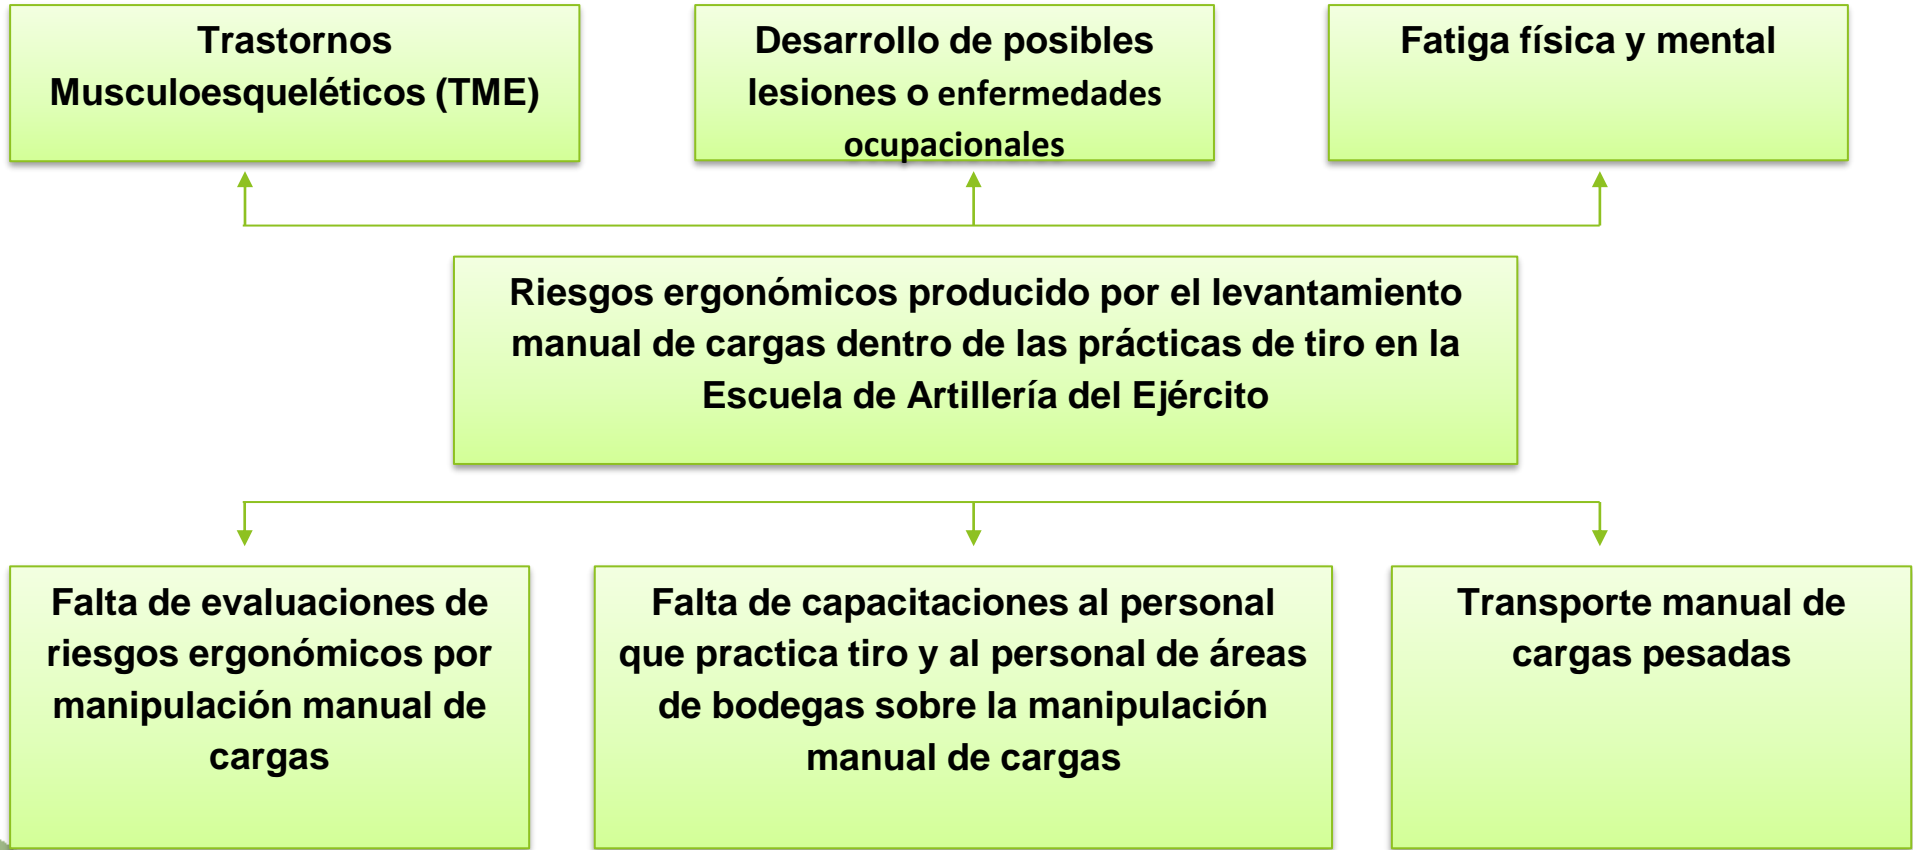 Trastornos
Musculoesqueléticos (TME)
Desarrollo de posibles
lesiones o enfermedades
ocupacionales
Fatiga física y mental
Riesgos ergonómicos producido por el levantamiento
manual de cargas dentro de las prácticas de tiro en la
Escuela de Artillería del Ejército
Falta de evaluaciones de
riesgos ergonómicos por
manipulación manual de
cargas
Falta de capacitaciones al personal
que practica tiro y al personal de áreas
de bodegas sobre la manipulación
manual de cargas
Transporte manual de
cargas pesadas